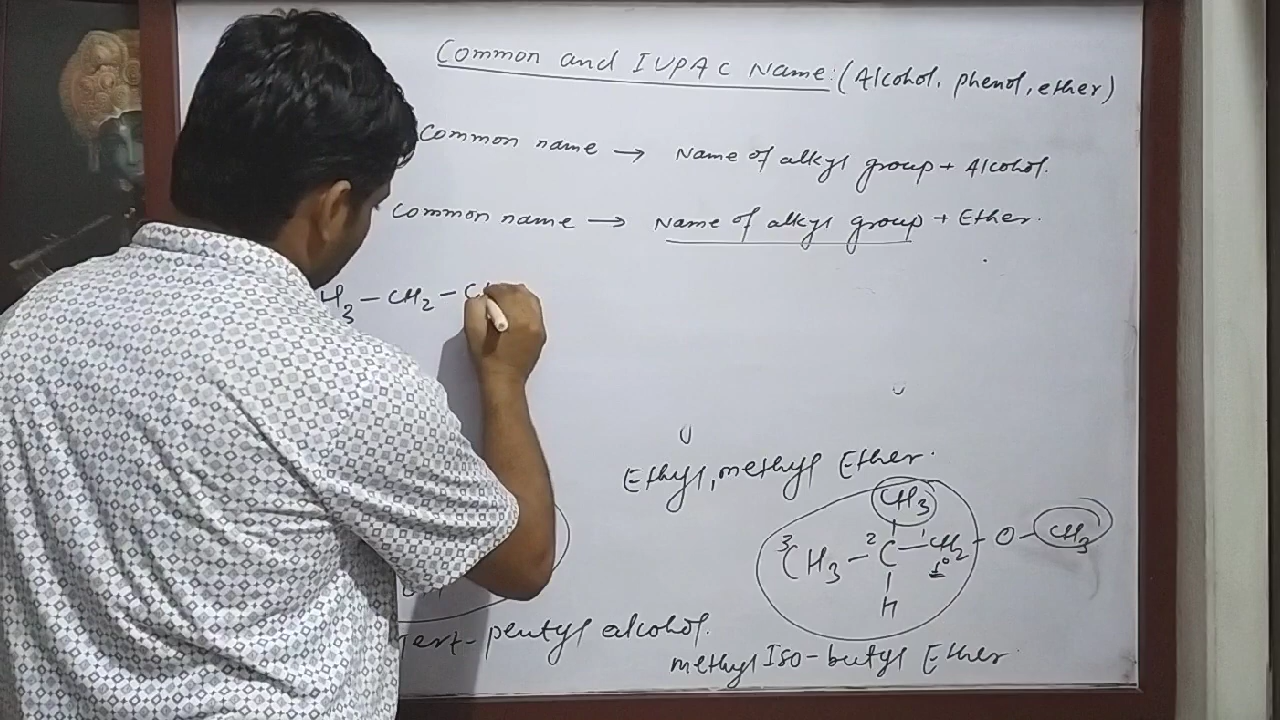 Common and IUPAC Name: (Alcohol, phenol, ether)
Common name → Name of alkyl group + Alcohol.
Common name → Name of alkyl group + Ether.
H3 – CH2 – C
Ethyl, methyl Ether.
CH3
3CH3 – 2C – 1CH2 – O – CH3
1°
H
Tert-pentyl alcohol.
methyl Iso-butyl Ether.